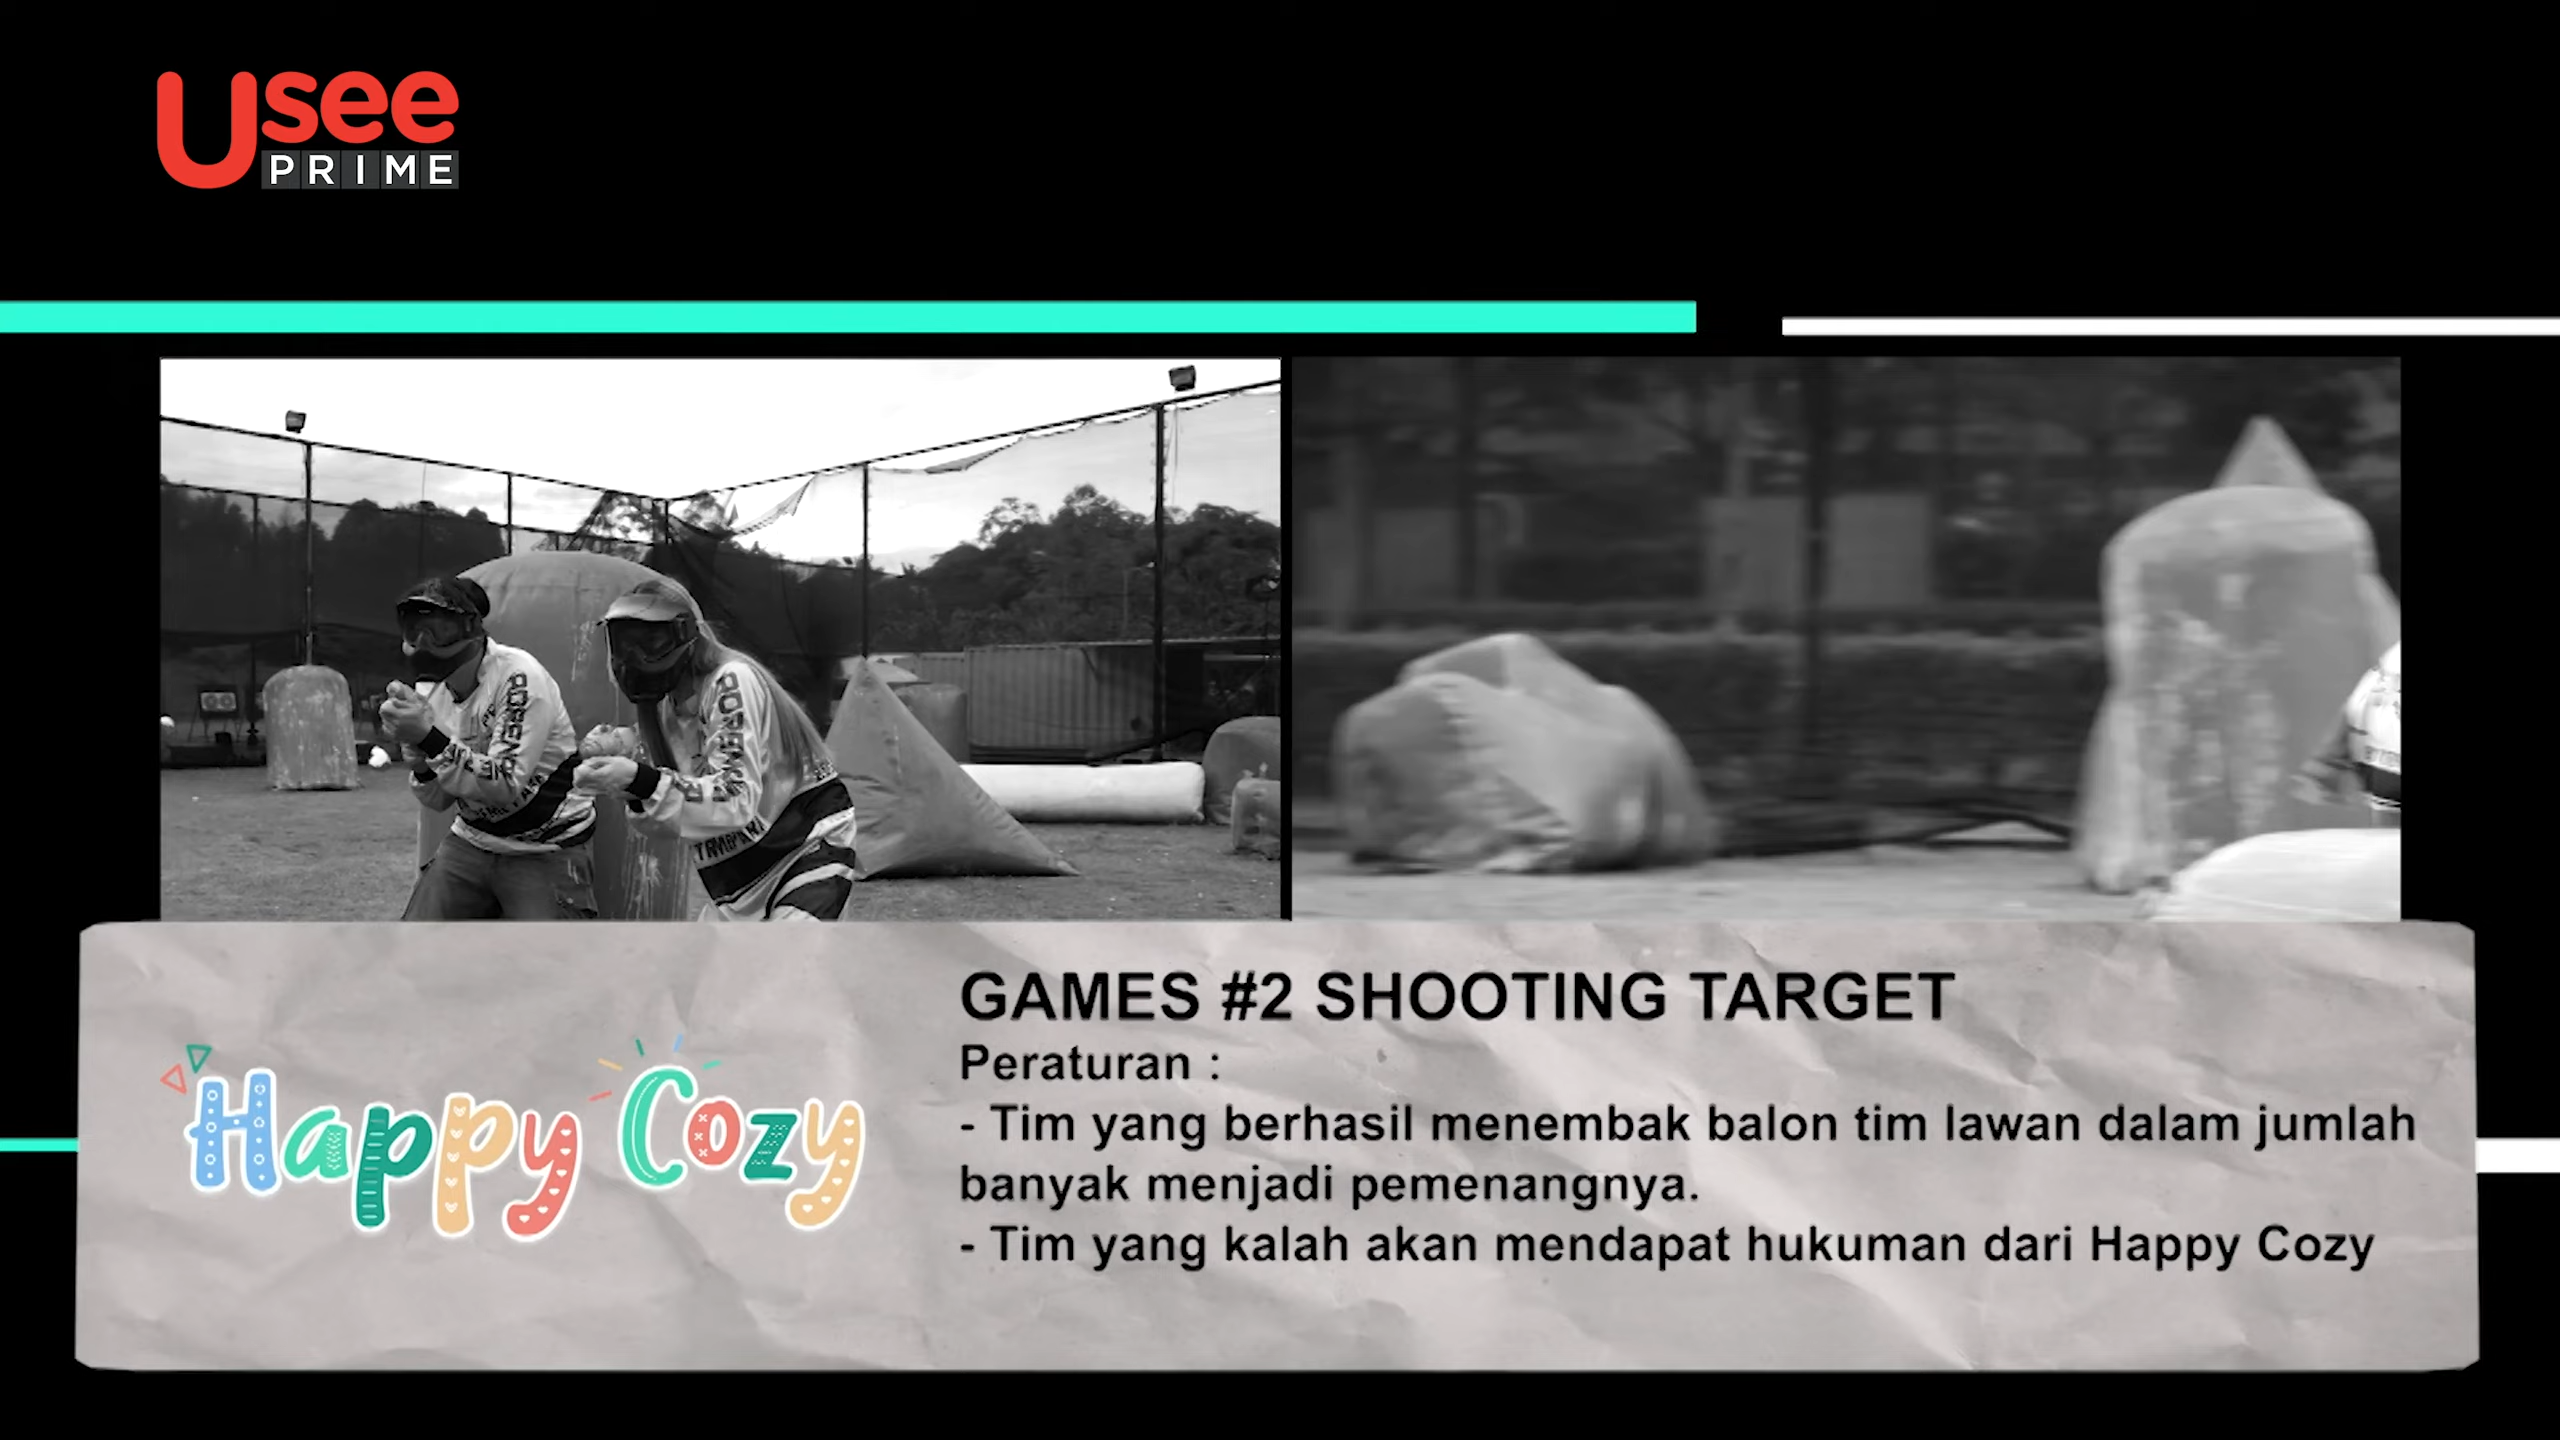 Usee
PRIME
GAMES #2 SHOOTING TARGET
Peraturan :
- Tim yang berhasil menembak balon tim lawan dalam jumlah
banyak menjadi pemenangnya.
- Tim yang kalah akan mendapat hukuman dari Happy Cozy
Happy Cozy